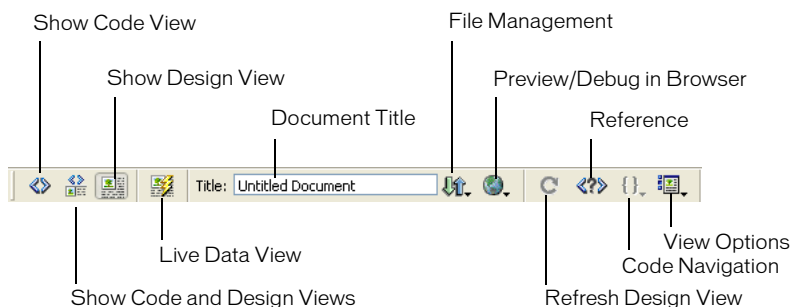 Show Code View
File Management
Show Design View
Preview/Debug in Browser
Document Title
Reference
Title: Untitled Document
Live Data View
View Options
Code Navigation
Show Code and Design Views
Refresh Design View